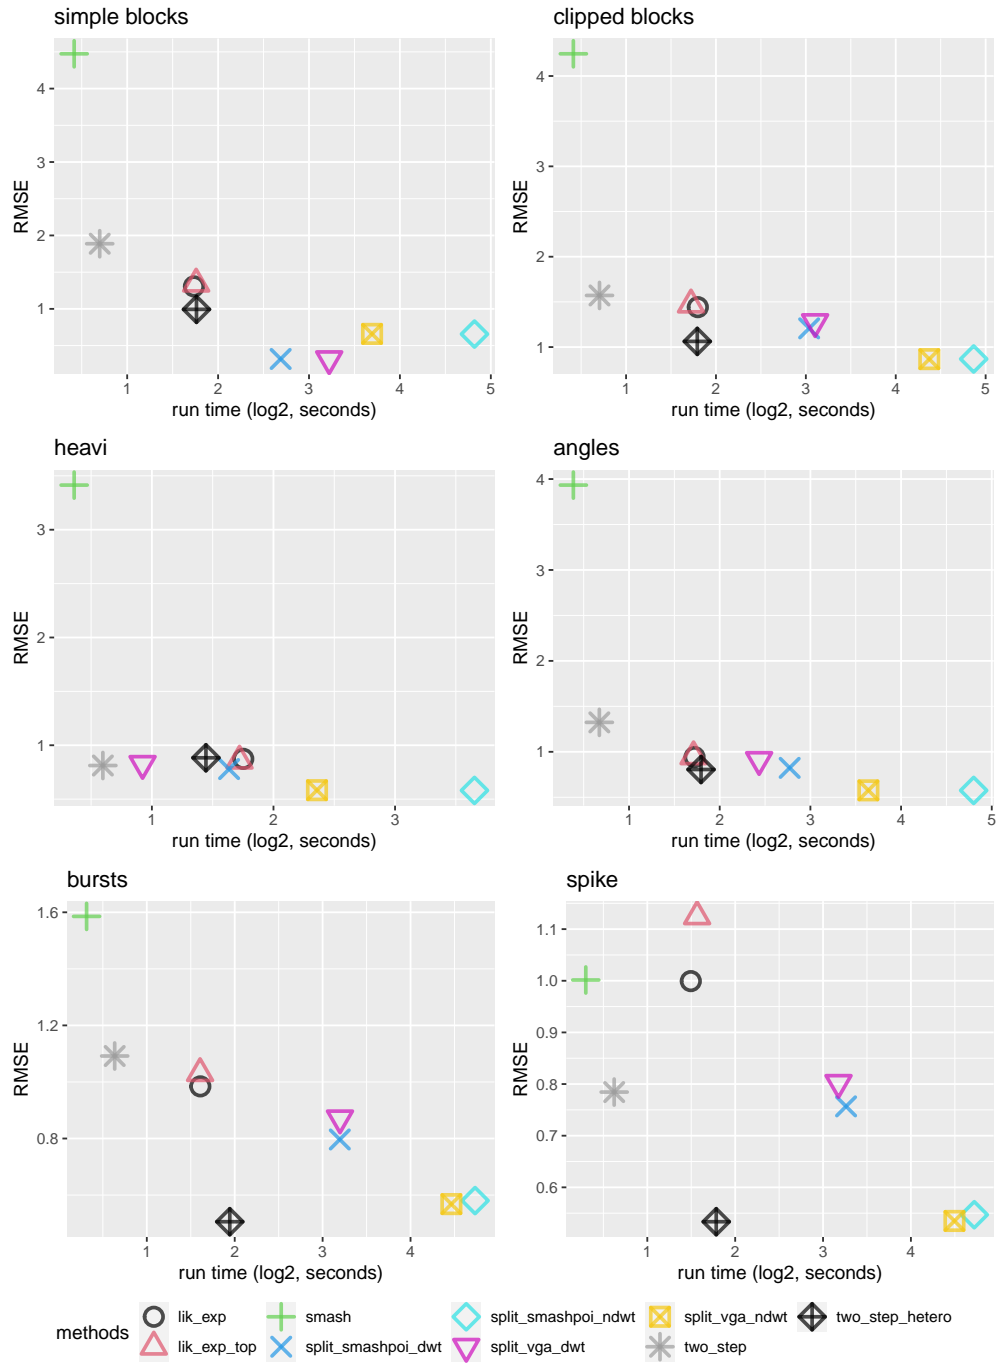 simple blocks
clipped blocks
RMSE
4
3
2
1
1 2 3 4 5
run time (log2, seconds)
RMSE
4
3
2
1
1 2 3 4 5
run time (log2, seconds)
heavi
angles
RMSE
3
2
1
1 2 3
run time (log2, seconds)
RMSE
4
3
2
1
1 2 3 4 5
run time (log2, seconds)
bursts
spike
RMSE
1.6
1.2
0.8
1 2 3 4
run time (log2, seconds)
RMSE
1.1
1.0
0.9
0.8
0.7
0.6
1 2 3 4
run time (log2, seconds)
methods
lik_exp smash split_smashpoi_ndwt split_vga_ndwt two_step_hetero
lik_exp_top split_smashpoi_dwt split_vga_dwt two_step